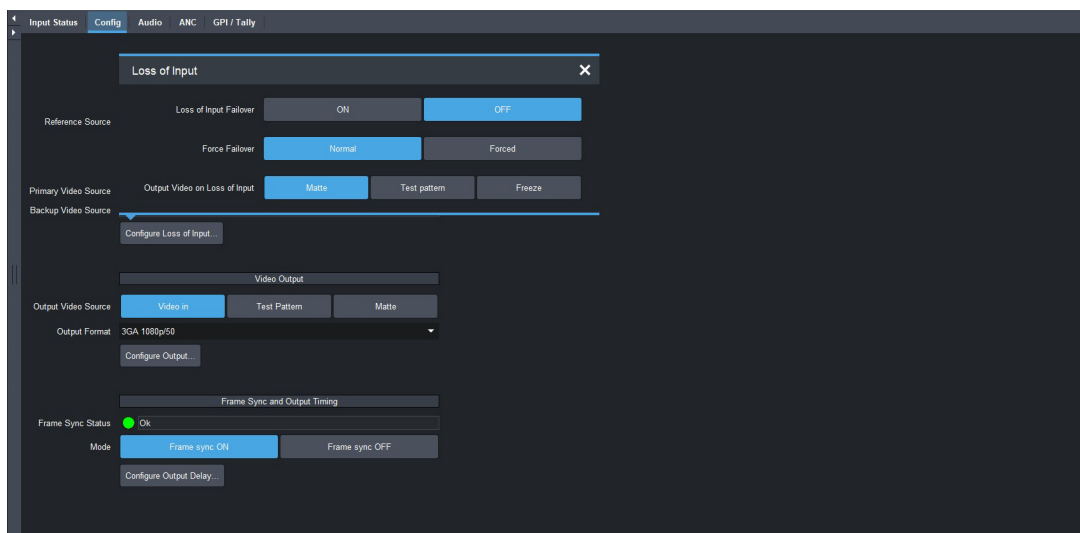 Input Status Config Audio ANC GPI / Tally
Loss of Input
Loss of Input Failover ON OFF
Reference Source
Force Failover Normal Forced
Primary Video Source
Output Video on Loss of Input Matte Test pattern Freeze
Backup Video Source
Configure Loss of Input...
Video Output
Output Video Source Video in Test Pattern Matte
Output Format 3GA 1080p/50
Configure Output...
Frame Sync and Output Timing
Frame Sync Status Ok
Mode Frame sync ON Frame sync OFF
Configure Output Delay...